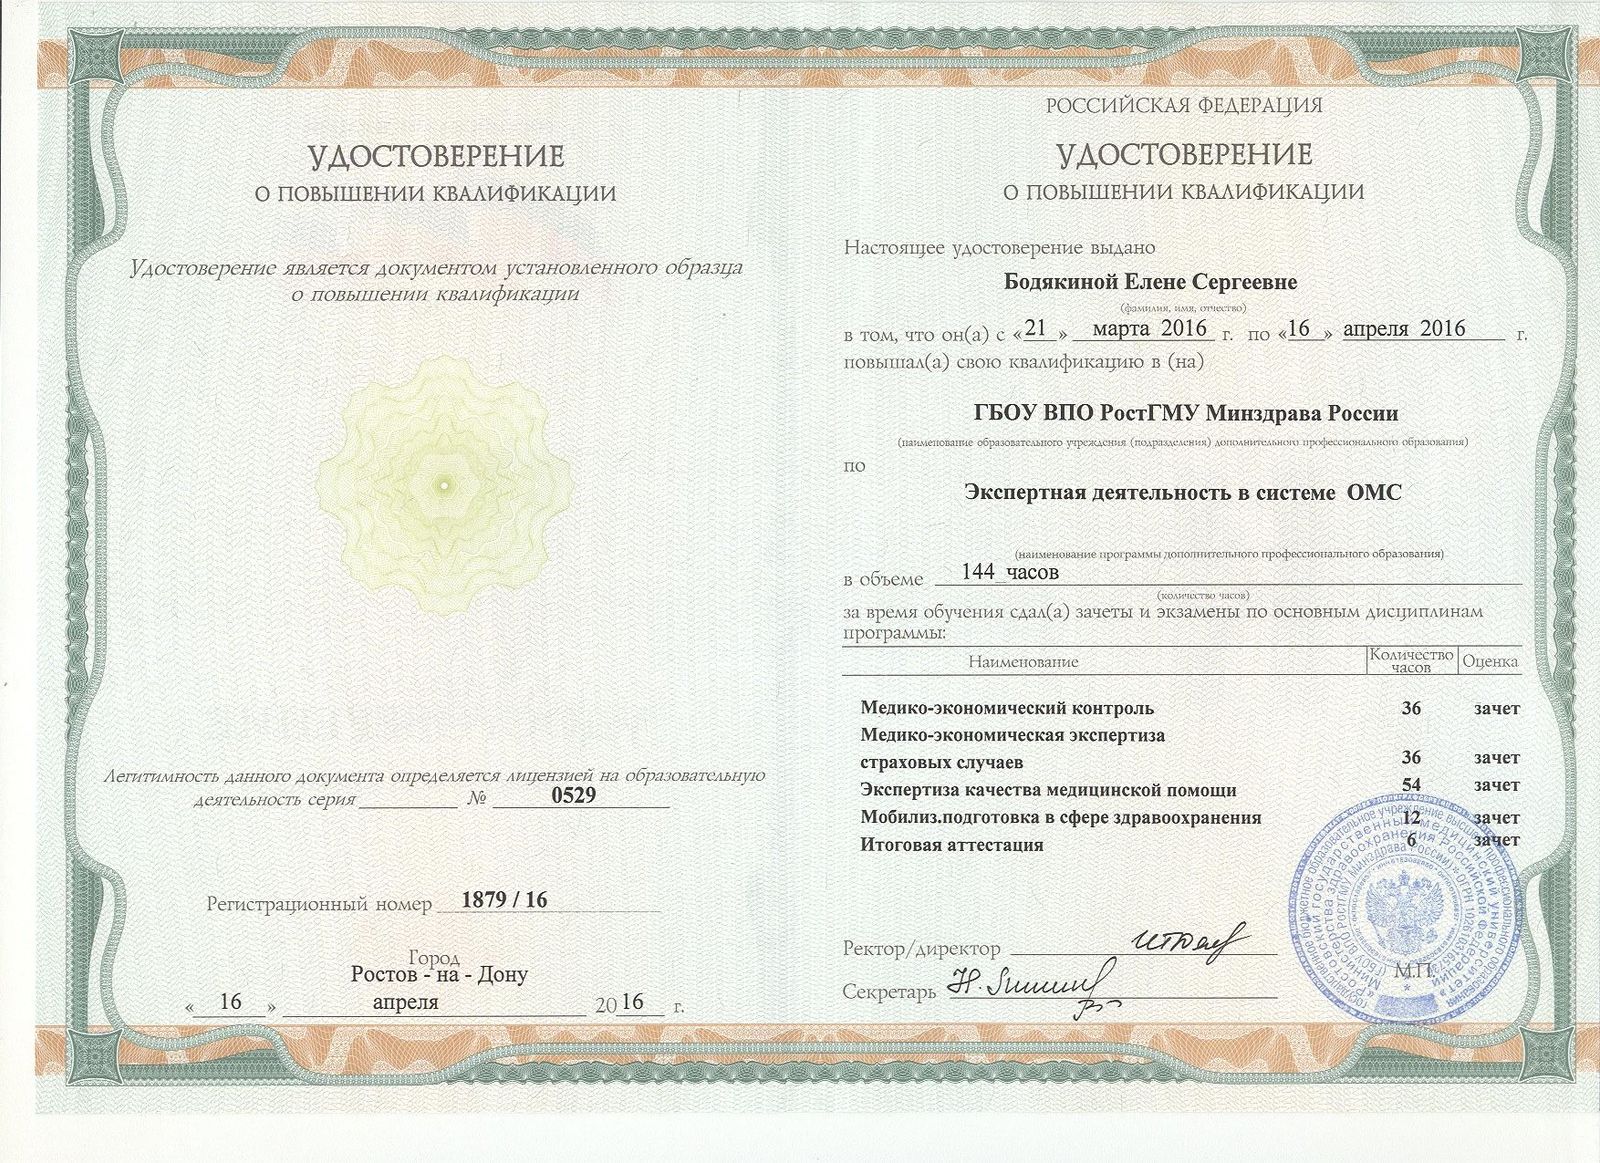 УДОСТОВЕРЕНИЕ
О ПОВЫШЕНИИ КВАЛИФИКАЦИИ
Удостоверение является документом установленного образца
о повышении квалификации
Легитимность данного документа определяется лицензией на образовательную
деятельность серия № 0529
Регистрационный номер 1879 / 16
Город
Ростов - на - Дону
« 16 » апреля 2016 г.
РОССИЙСКАЯ ФЕДЕРАЦИЯ
УДОСТОВЕРЕНИЕ
О ПОВЫШЕНИИ КВАЛИФИКАЦИИ
Настоящее удостоверение выдано
Бодякиной Елене Сергеевне
(фамилия, имя, отчество)
в том, что он(а) с «21 » марта 2016 г. по «16 » апреля 2016 г.
повышал(а) свою квалификацию в (на)
ГБОУ ВПО РостГМУ Минздрава России
(наименование образовательного учреждения (подразделения) дополнительного профессионального образования)
по
Экспертная деятельность в системе ОМС
(наименование программы дополнительного профессионального образования)
в объеме 144 часов
(количество часов)
за время обучения сдал(а) зачеты и экзамены по основным дисциплинам
программы:
Наименование Количество часов Оценка
Медико-экономический контроль 36 зачет
Медико-экономическая экспертиза
страховых случаев 36 зачет
Экспертиза качества медицинской помощи 54 зачет
Мобилиз.подготовка в сфере здравоохранения 12 зачет
Итоговая аттестация 6 зачет
Ректор/директор
Секретарь
М.П.